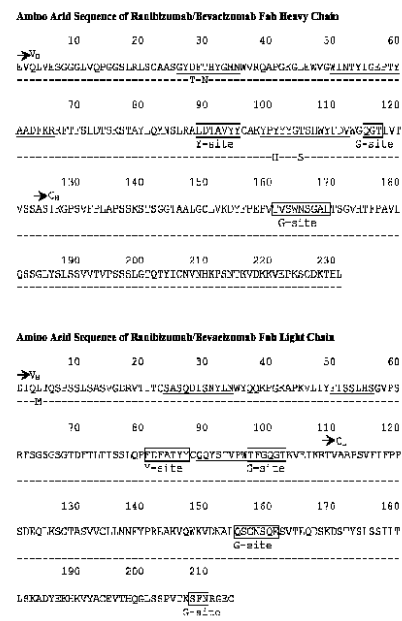 Amino Acid Sequence of Ranibizumab/Bevacizumab Fab Heavy Chain
10 20 30 40 50 60
EVQLVESGGGLVQPGGSLRLSCAASGYDFTHYGMNWVRQAPGKGLEWVGWINTYTGEPTY
T-N
70 80 90 100 110 120
AADFKRRFTFSLDTSKSTAYLQMNSLRAEDTAVYYCAKYPYYYGTSHWYFDVWGQGTLVT
H S
Y-site G-site
130 140 150 160 170 180
VSSASTKGPSVFPLAPSSKSTSGGTAALGCLVKDYFPEPVTVSWNSGALTSGVHTFPAVL
G-site
190 200 210 220 230
QSSGLYSLSSVVTVPSSSLGTQTYICNVNHKPSNTKVDKKVEPKSCDKTHL
Amino Acid Sequence of Ranibizumab/Bevacizumab Fab Light Chain
10 20 30 40 50 60
DIQLTQSPSSLSASVGDRVTITCSASQDISNYLNWYQQKPGKAPKVLIYFTSSLHSGVPS
M
70 80 90 100 110 120
RFSGSGSGTDFTLTISSLQPEDFATYYCQQYSTVPWTFGQGTKVEIKRTVAAPSVFIFPP
Y-site G-site
130 140 150 160 170 180
SDEQLKSGTASVVCLLNNFYPREAKVQWKVDNALQSGNSQESVTEQDSKDSTYSLSSTLT
G-site
190 200 210
LSKADYEKHKVYACEVTHQGLSSPVTKSFNRGEC
G-site